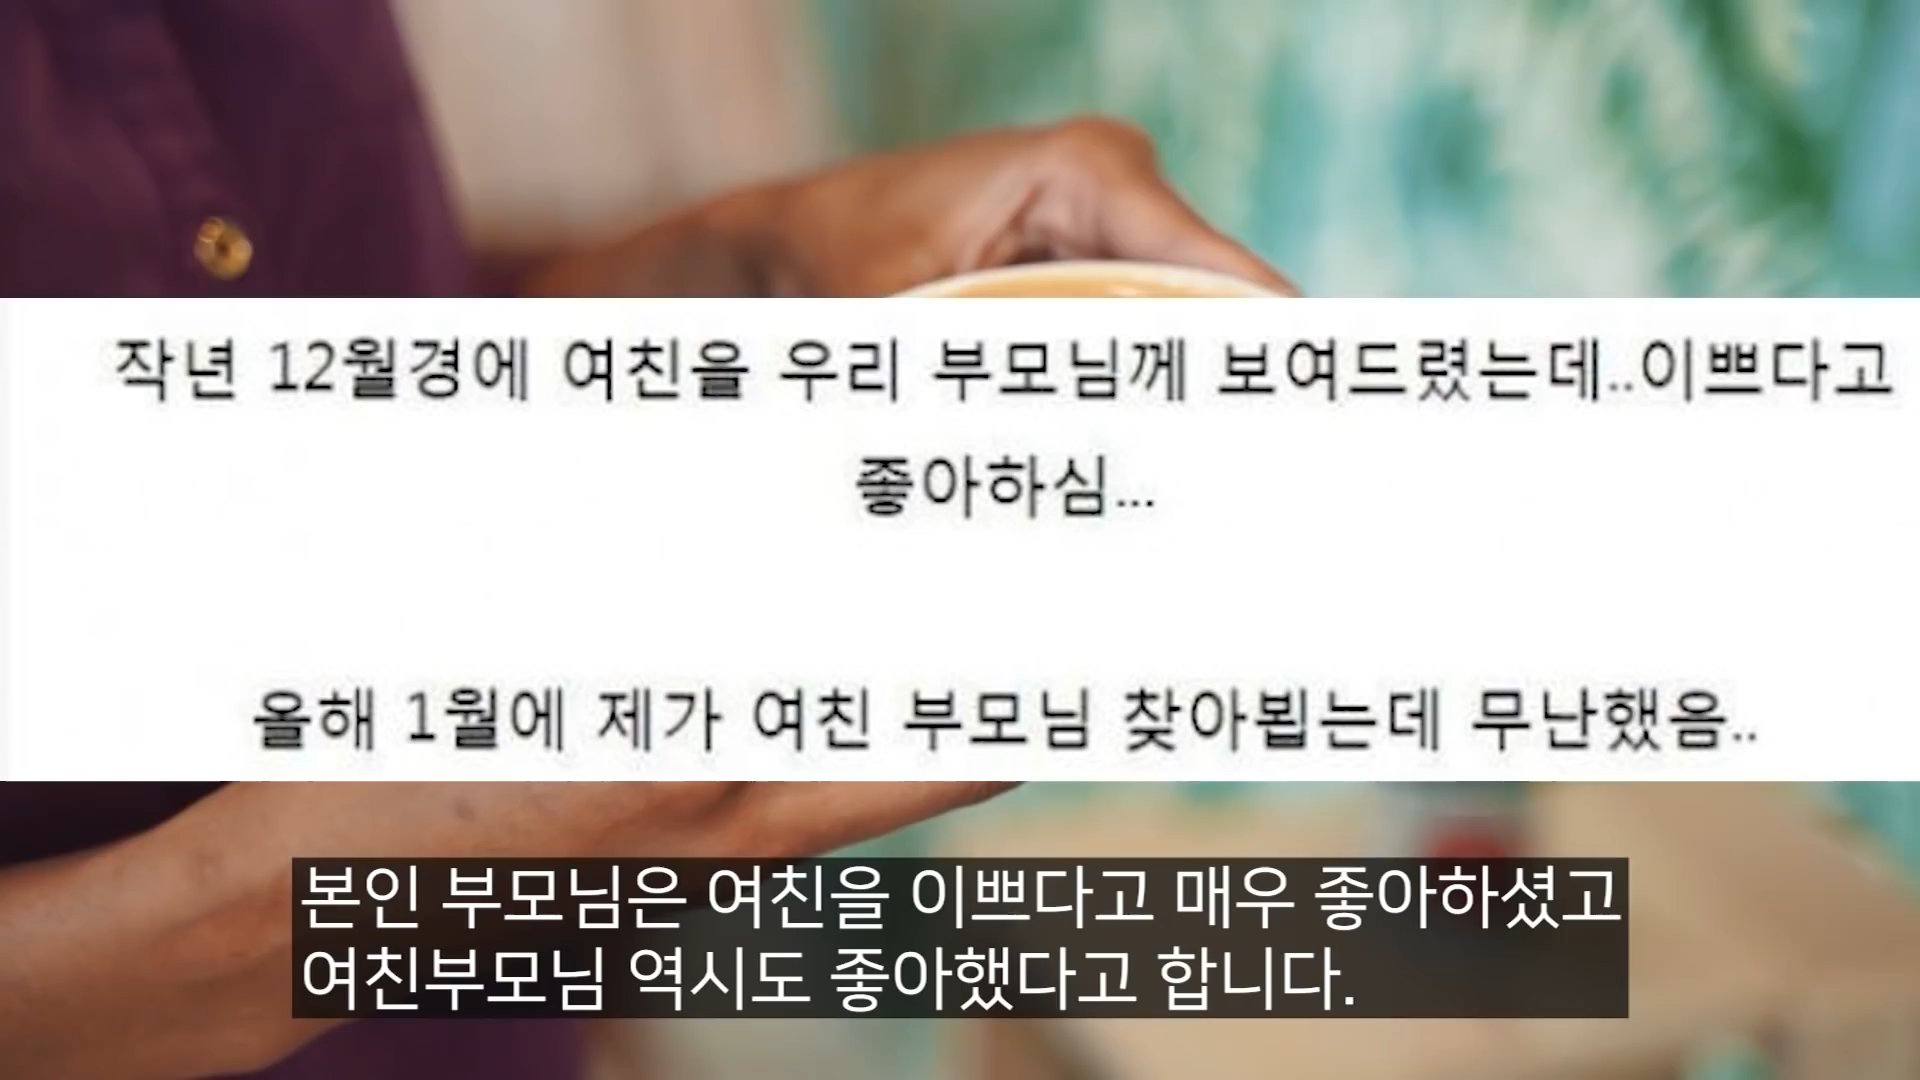 작년 12월경에 여친을 우리 부모님께 보여드렸는데..이쁘다고
좋아하심...
올해 1월에 제가 여친 부모님 찾아뵙는데 무난했음..
본인 부모님은 여친을 이쁘다고 매우 좋아하셨고
여친부모님 역시도 좋아했다고 합니다.